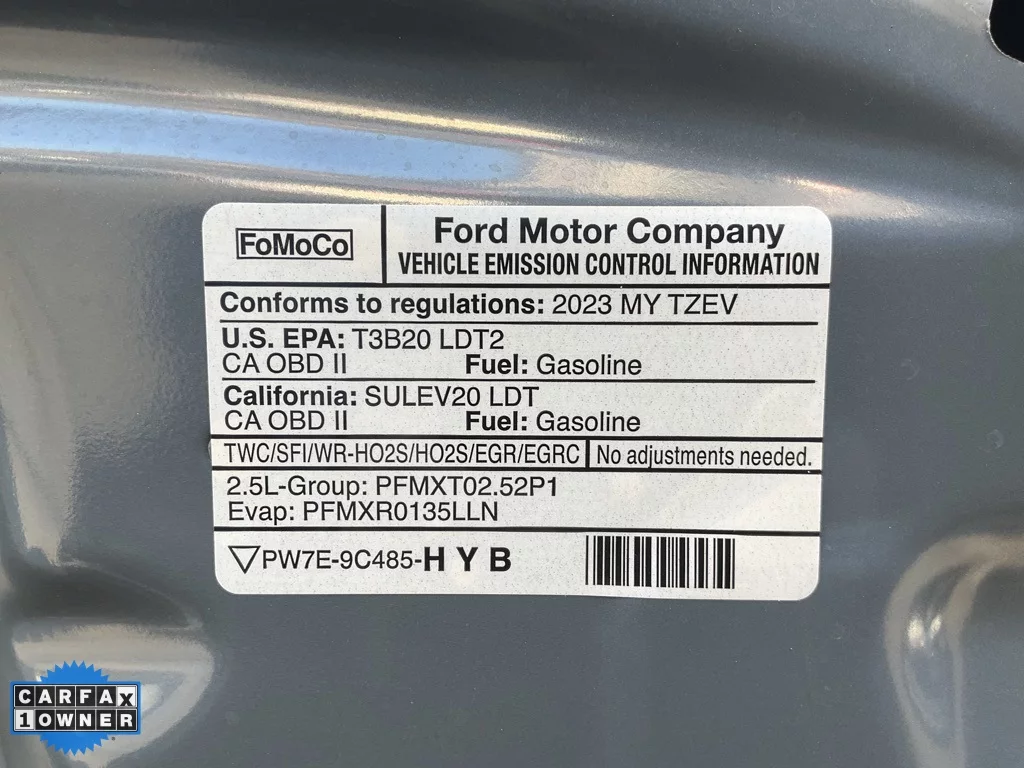 FoMoCo
Ford Motor Company
VEHICLE EMISSION CONTROL INFORMATION
Conforms to regulations: 2023 MY TZEV
U.S. EPA: T3B20 LDT2
CA OBD II Fuel: Gasoline
California: SULEV20 LDT
CA OBD II Fuel: Gasoline
TWC/SFI/WR-HO2S/HO2S/EGR/EGRC No adjustments needed.
2.5L-Group: PFMXT02.52P1
Evap: PFMXR0135LLN
PW7E-9C485-H Y B
CARFAX
1 OWNER